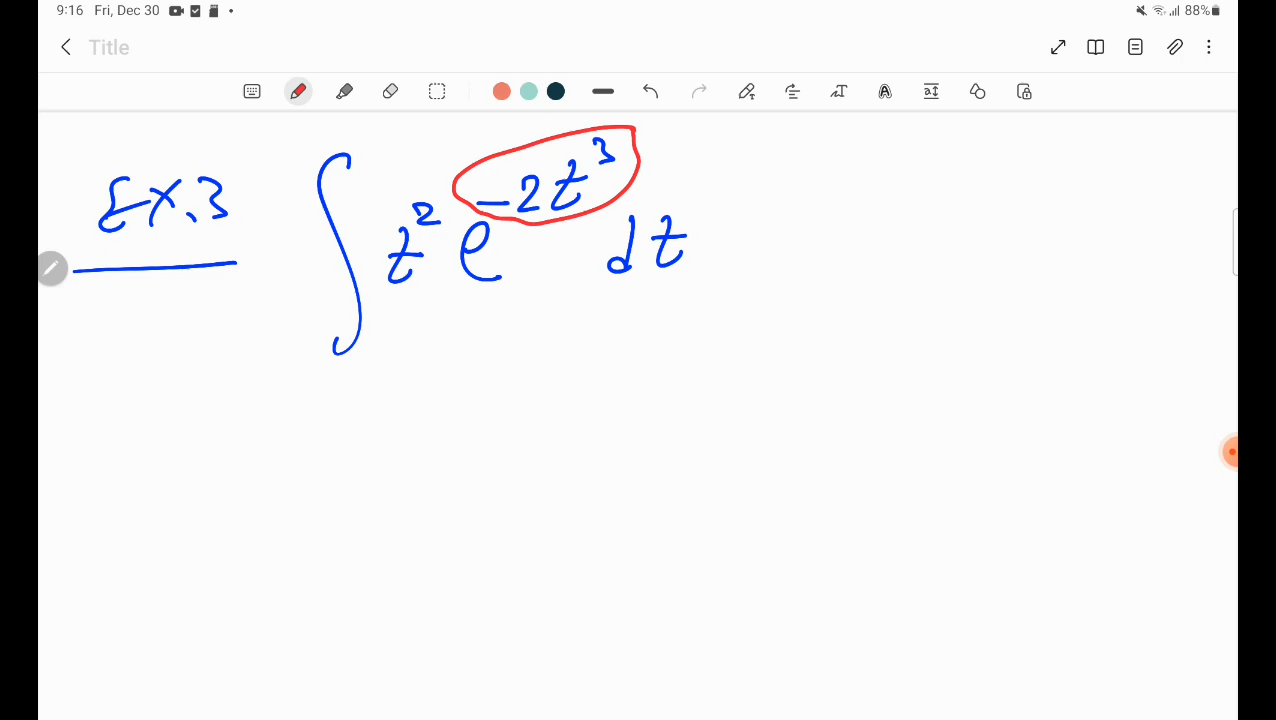 9:16 Fri, Dec 30 88%
Title
Ex.3 ∫ t² e^{-2t³} dt